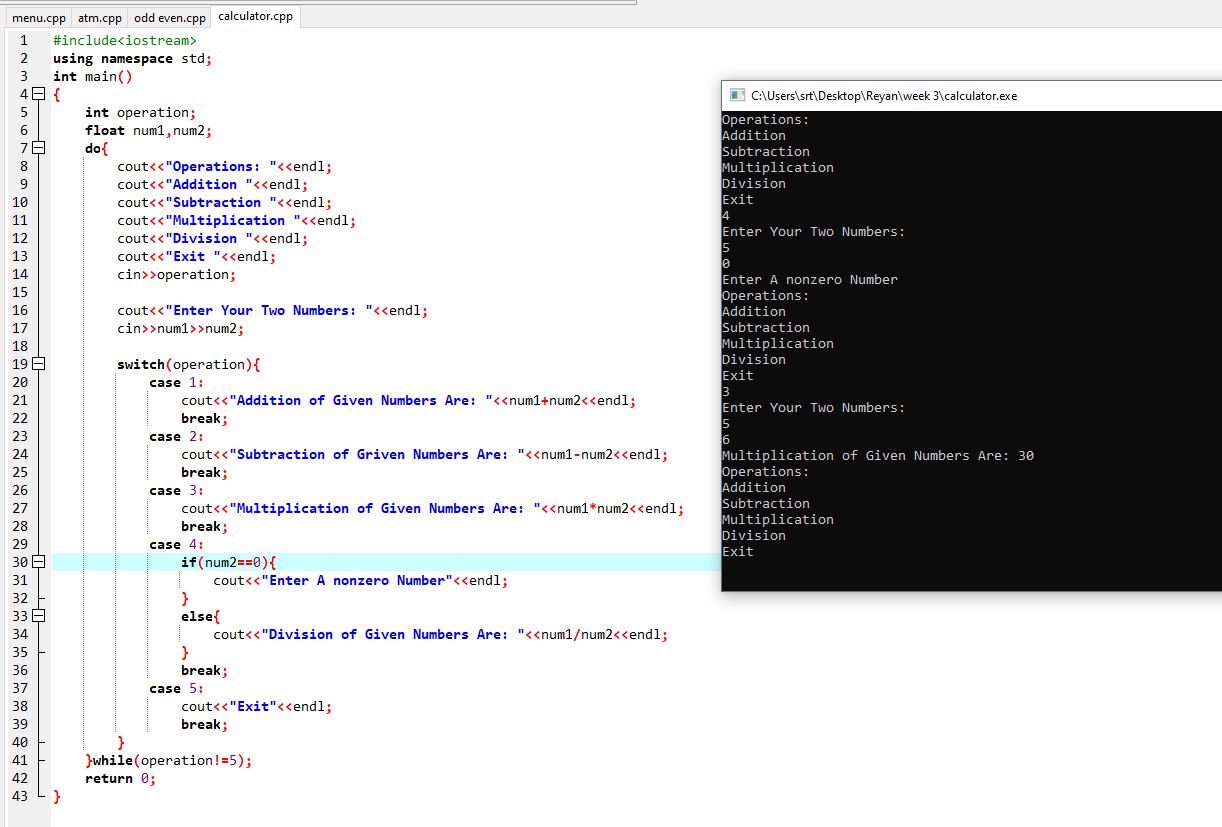 menu.cpp atm.cpp odd even.cpp calculator.cpp
1 #include<iostream>
2 using namespace std;
3 int main()
4 {
5 int operation;
6 float num1,num2;
7 do{
8 cout<<"Operations: "<<endl;
9 cout<<"Addition "<<endl;
10 cout<<"Subtraction "<<endl;
11 cout<<"Multiplication "<<endl;
12 cout<<"Division "<<endl;
13 cout<<"Exit "<<endl;
14 cin>>operation;
15
16 cout<<"Enter Your Two Numbers: "<<endl;
17 cin>>num1>>num2;
18
19 switch(operation){
20 case 1:
21 cout<<"Addition of Given Numbers Are: "<<num1+num2<<endl;
22 break;
23 case 2:
24 cout<<"Subtraction of Griven Numbers Are: "<<num1-num2<<endl;
25 break;
26 case 3:
27 cout<<"Multiplication of Given Numbers Are: "<<num1*num2<<endl;
28 break;
29 case 4:
30 if(num2==0){
31 cout<<"Enter A nonzero Number"<<endl;
32 }
33 else{
34 cout<<"Division of Given Numbers Are: "<<num1/num2<<endl;
35 }
36 break;
37 case 5:
38 cout<<"Exit"<<endl;
39 break;
40 }
41 }while(operation!=5);
42 return 0;
43 }
C:\Users\srt\Desktop\Reyan\week 3\calculator.exe
Operations:
Addition
Subtraction
Multiplication
Division
Exit
4
Enter Your Two Numbers:
5
0
Enter A nonzero Number
Operations:
Addition
Subtraction
Multiplication
Division
Exit
3
Enter Your Two Numbers:
5
6
Multiplication of Given Numbers Are: 30
Operations:
Addition
Subtraction
Multiplication
Division
Exit